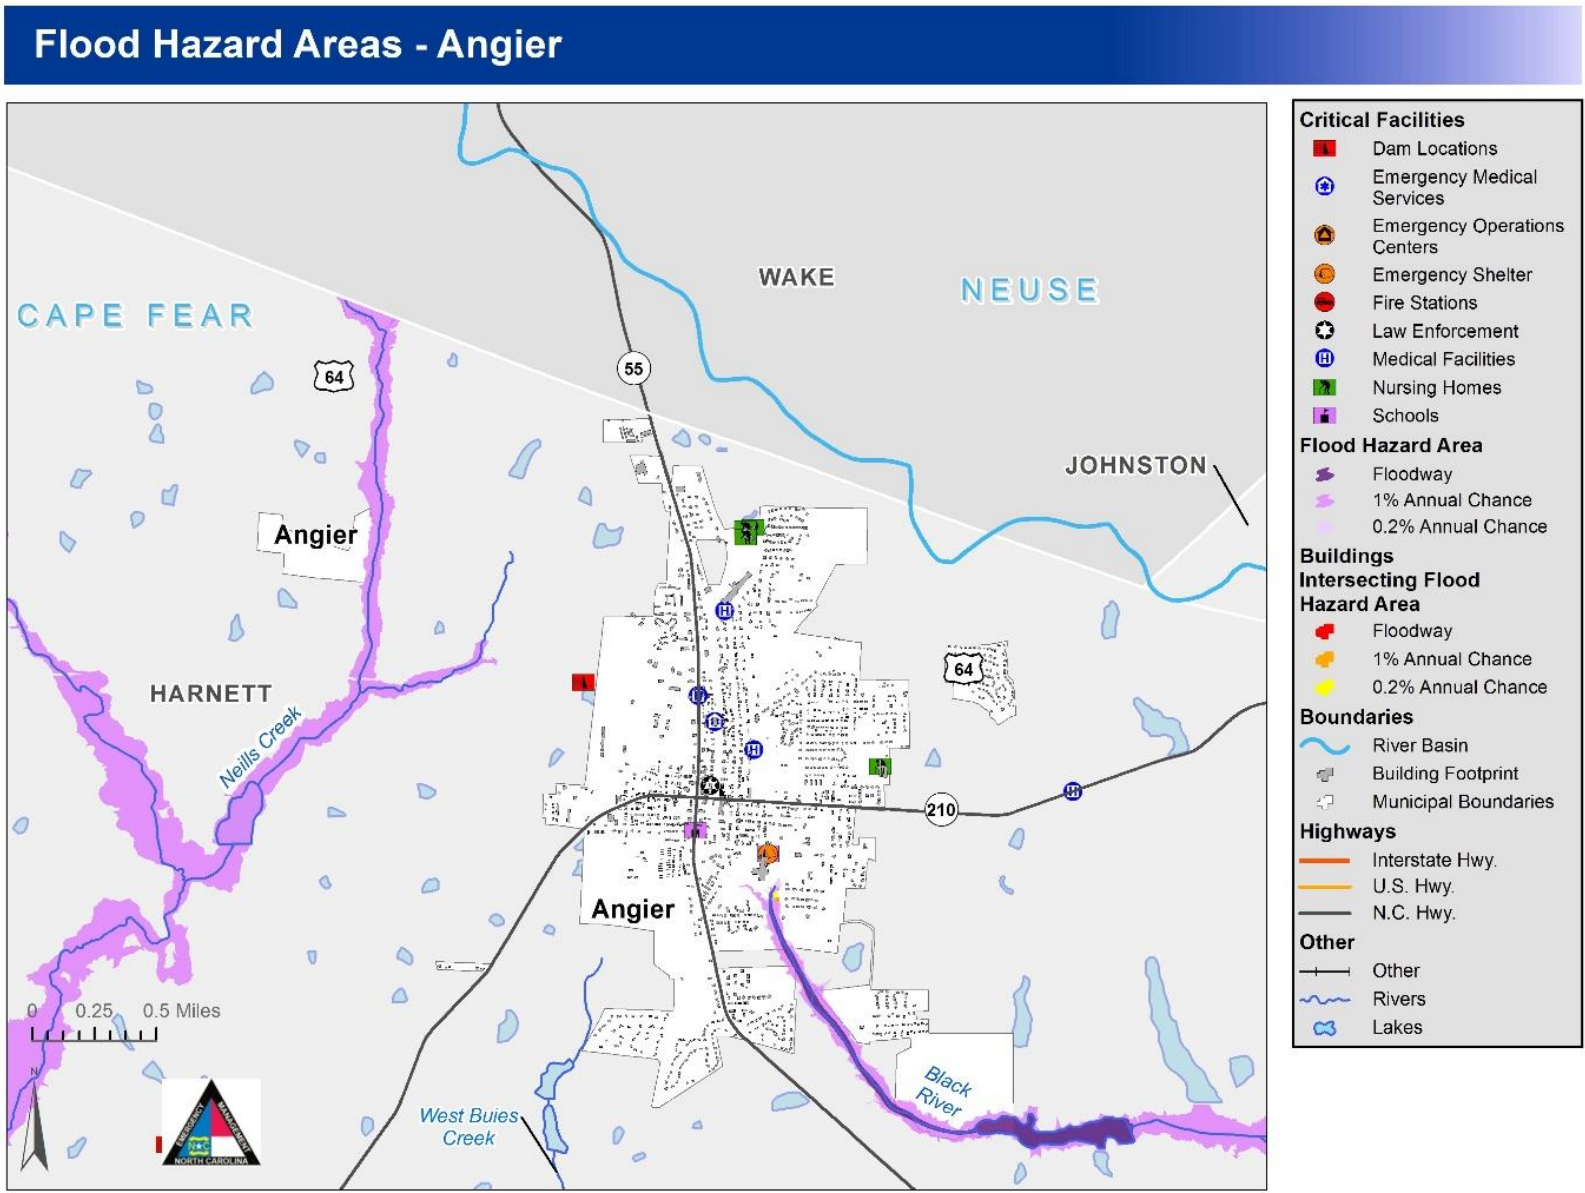 Flood Hazard Areas - Angier
WAKE
NEUSE
CAPE FEAR
64
55
JOHNSTON
Angier
64
HARNETT
Neills Creek
210
Angier
0 0.25 0.5 Miles
N
Black
River
West Buies
Creek
EMERGENCY
MANAGEMENT
N C
NORTH CAROLINA
Critical Facilities
Dam Locations
Emergency Medical
Services
Emergency Operations
Centers
Emergency Shelter
Fire Stations
Law Enforcement
H Medical Facilities
Nursing Homes
Schools
Flood Hazard Area
Floodway
1% Annual Chance
0.2% Annual Chance
Buildings
Intersecting Flood
Hazard Area
Floodway
1% Annual Chance
0.2% Annual Chance
Boundaries
River Basin
Building Footprint
Municipal Boundaries
Highways
Interstate Hwy.
U.S. Hwy.
N.C. Hwy.
Other
Other
Rivers
Lakes